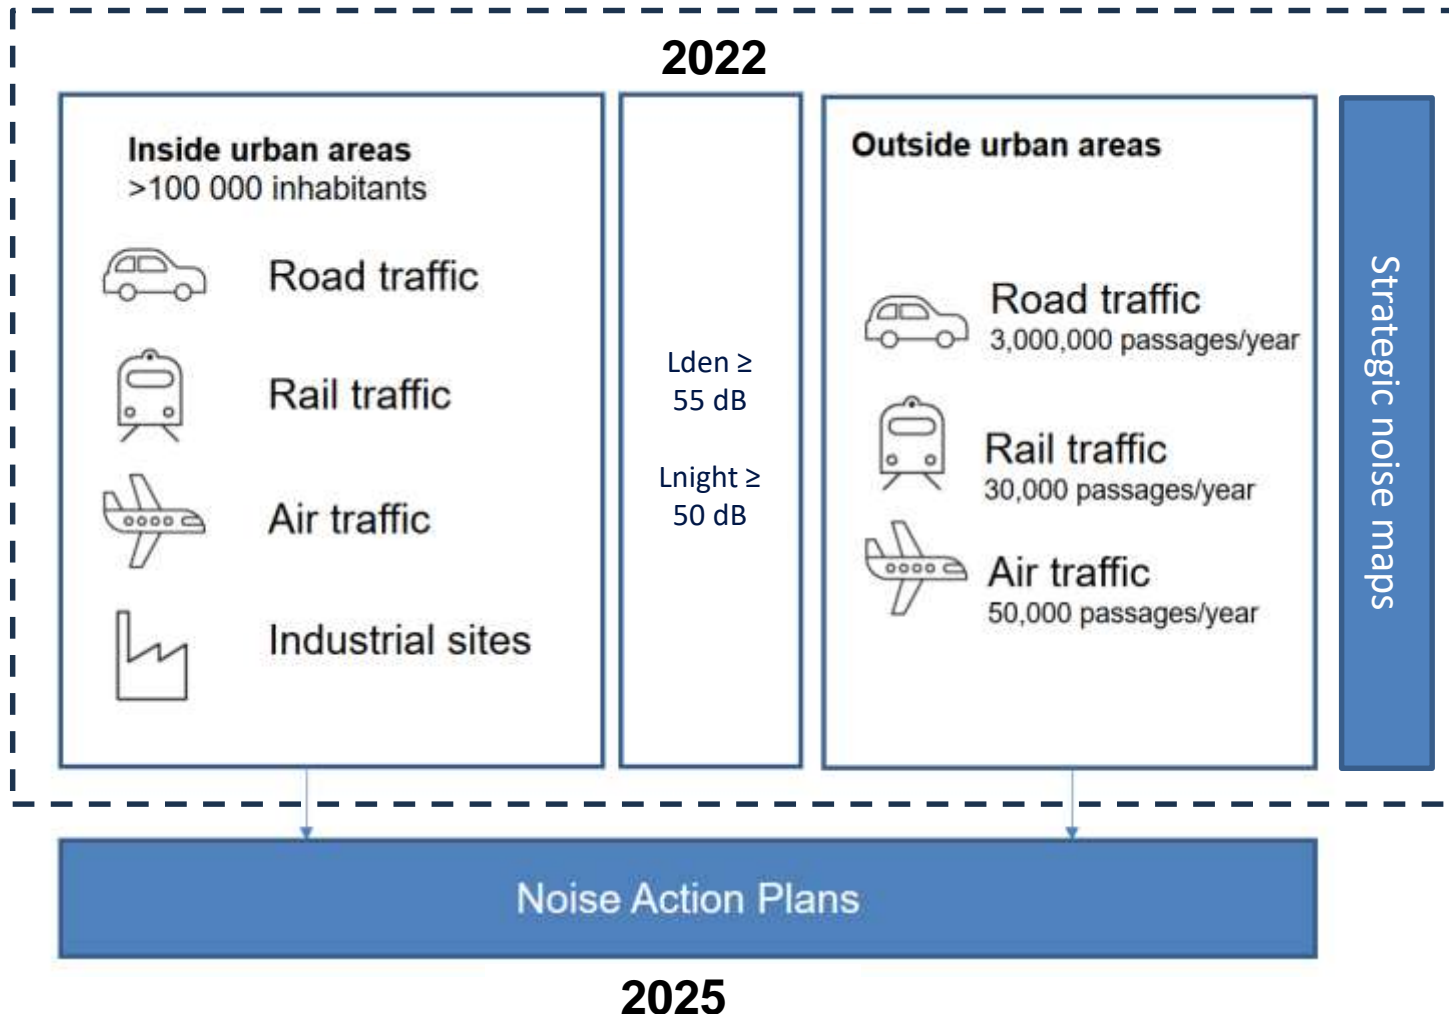 2022
Inside urban areas
>100 000 inhabitants
Road traffic
Rail traffic
Air traffic
Industrial sites
Lden ≥
55 dB
Lnight ≥
50 dB
Outside urban areas
Road traffic
3,000,000 passages/year
Rail traffic
30,000 passages/year
Air traffic
50,000 passages/year
Strategic noise maps
Noise Action Plans
2025